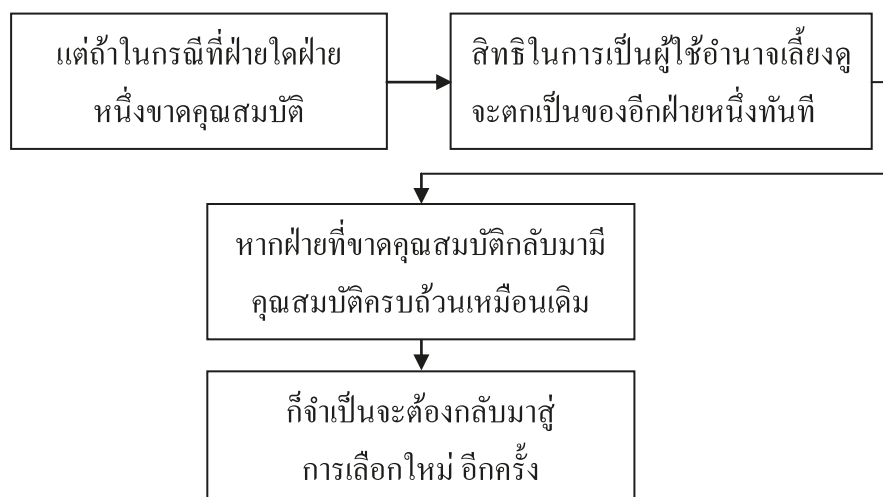 แต่ถ้าในกรณีที่ฝ่ายใดฝ่าย
หนึ่งขาดคุณสมบัติ
สิทธิในการเป็นผู้ใช้อำนาจเลี้ยงดู
จะตกเป็นของอีกฝ่ายหนึ่งทันที
หากฝ่ายที่ขาดคุณสมบัติกลับมามี
คุณสมบัติครบถ้วนเหมือนเดิม
ก็จำเป็นจะต้องกลับมาสู่
การเลือกใหม่ อีกครั้ง